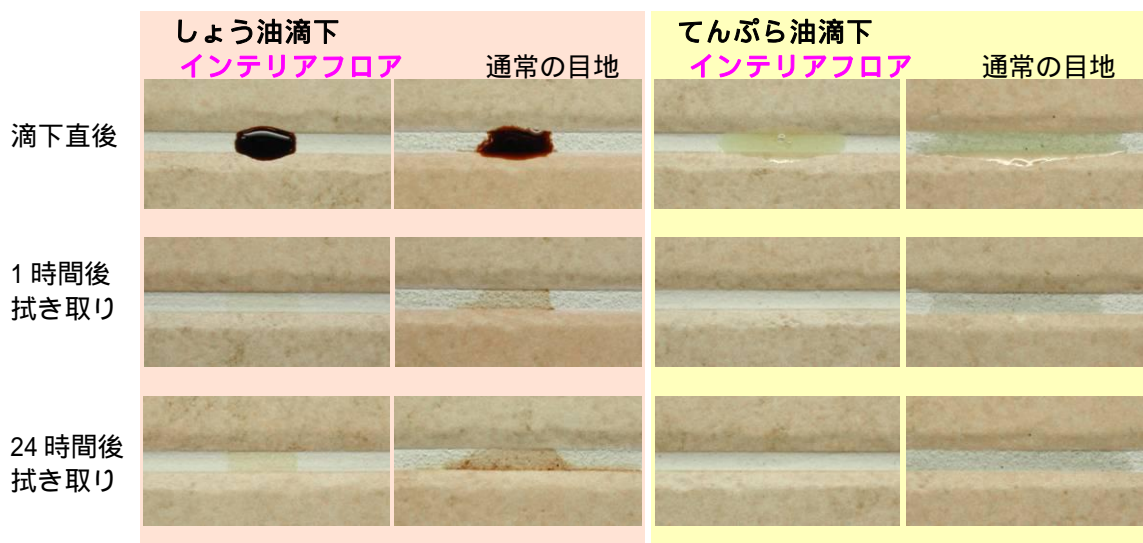 しょう油滴下
インテリアフロア 通常の目地
てんぷら油滴下
インテリアフロア 通常の目地
滴下直後
1時間後
拭き取り
24時間後
拭き取り